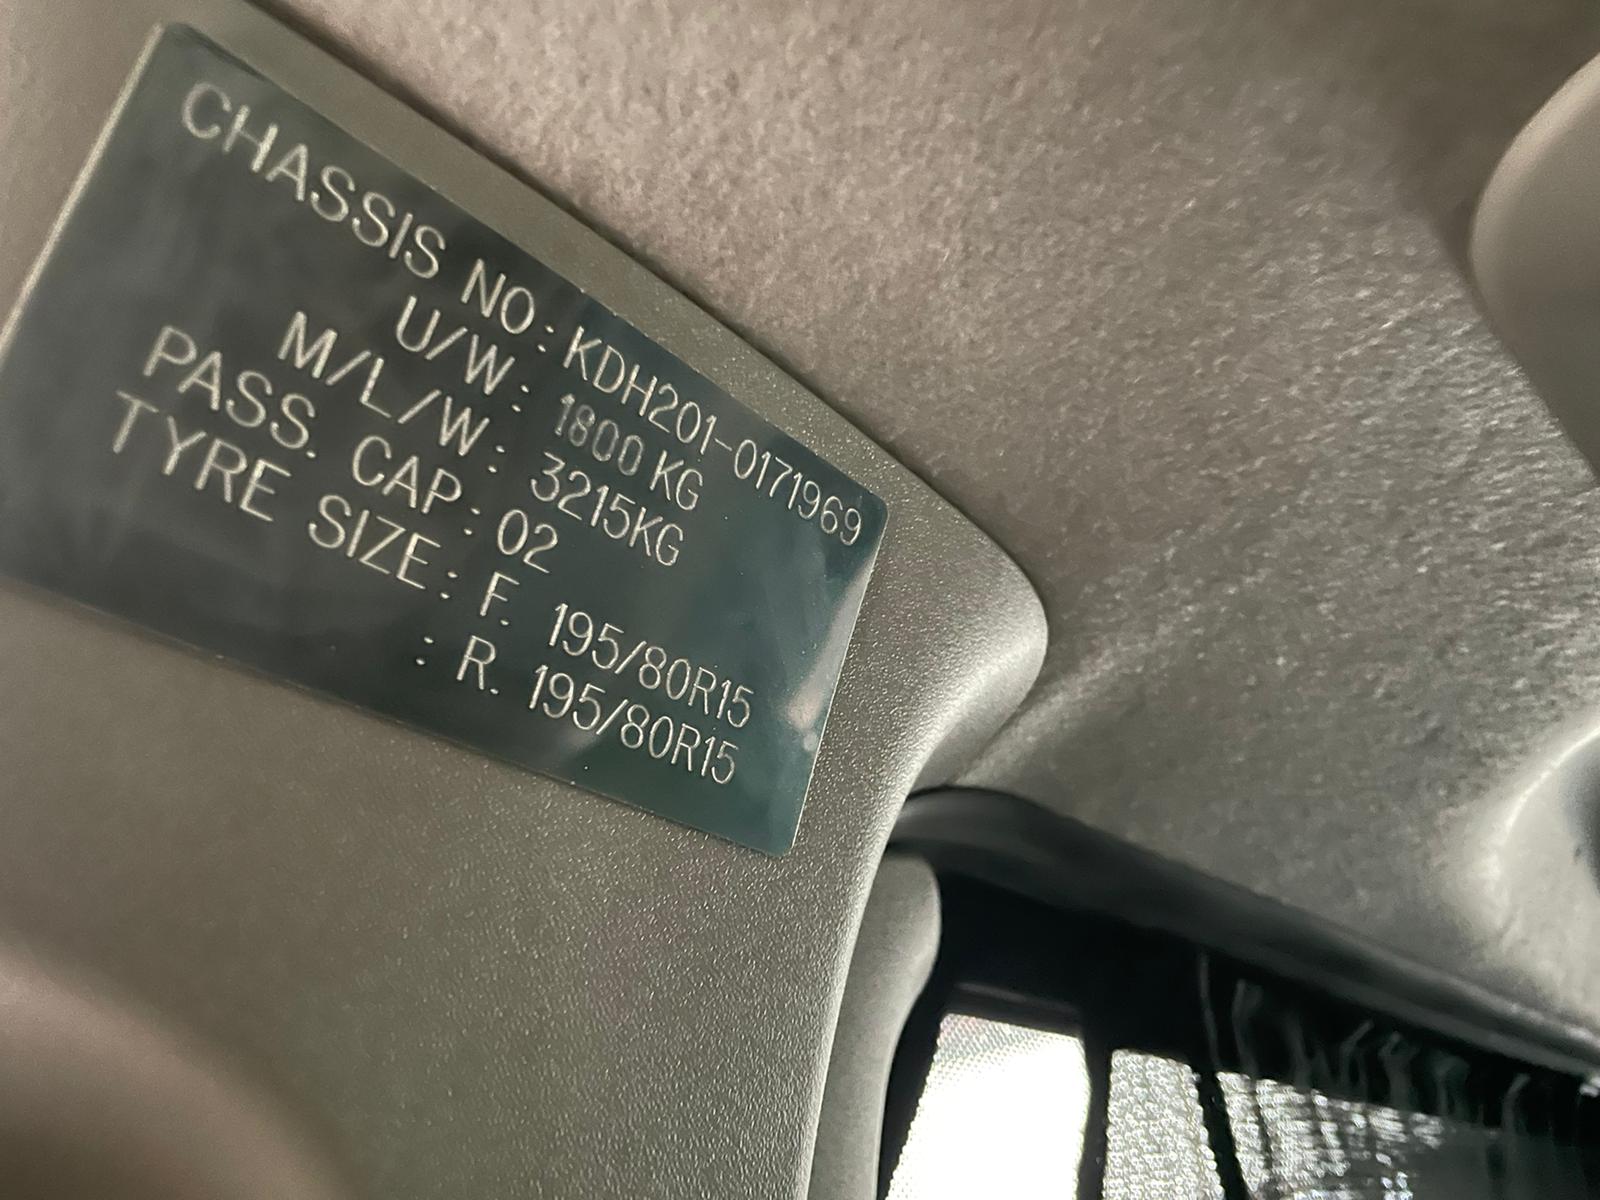 CHASSIS NO: KDH201-0171969
U/W: 1800 KG
M/L/W: 3215KG
PASS. CAP: 02
TYRE SIZE: F. 195/80R15
: R. 195/80R15